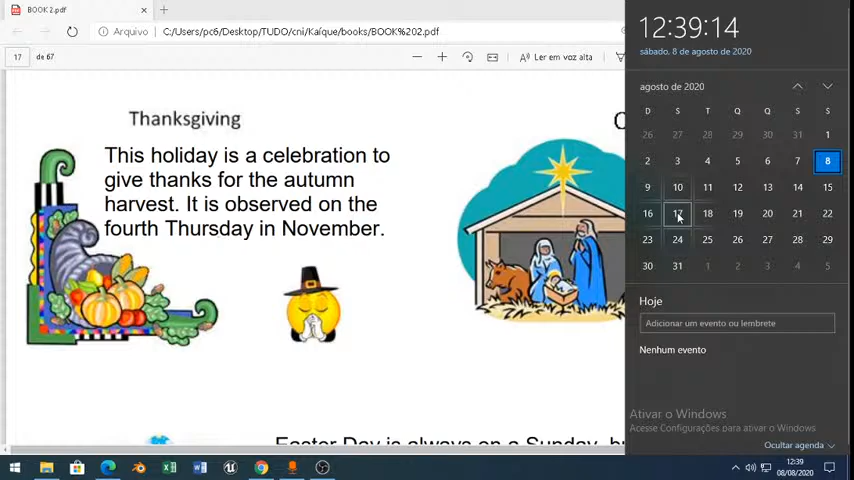 BOOK 2.pdf
Arquivo
C:/Users/pc6/Desktop/TUDO/cni/Kaíque/books/BOOK%202.pdf
17 de 67
Ler em voz alta
Thanksgiving
This holiday is a celebration to
give thanks for the autumn
harvest. It is observed on the
fourth Thursday in November.
Easter Day is always on a Sunday,
12:39:14
sábado, 8 de agosto de 2020
agosto de 2020
D S T Q Q S S
26 27 28 29 30 31 1
2 3 4 5 6 7 8
9 10 11 12 13 14 15
16 17 18 19 20 21 22
23 24 25 26 27 28 29
30 31 1 2 3 4 5
Hoje
Adicionar um evento ou lembrete
Nenhum evento
Ativar o Windows
Acesse Configurações para ativar o Windows
Ocultar agenda
12:39
08/08/2020